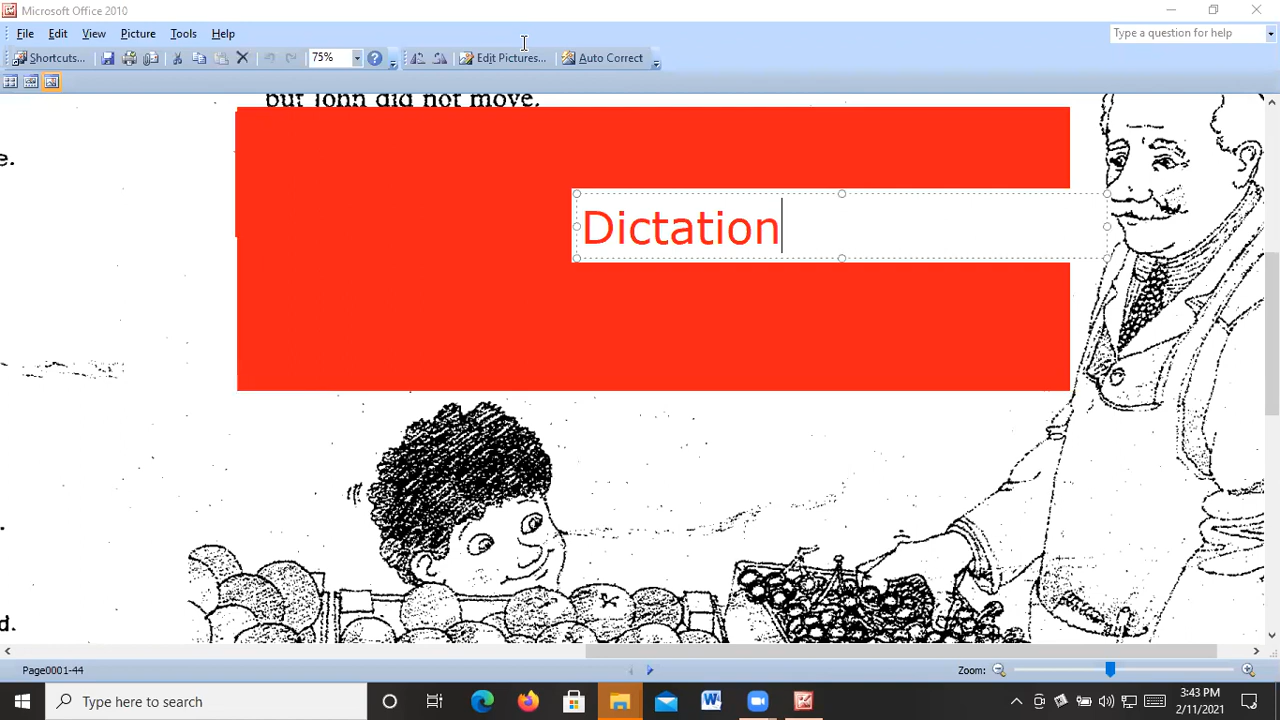 Microsoft Office 2010
File Edit View Picture Tools Help
Type a question for help
Shortcuts... 75% Edit Pictures... Auto Correct
but John did not move.
e.
Dictation
.
d.
Page0001-44
Zoom:
Type here to search
3:43 PM
2/11/2021